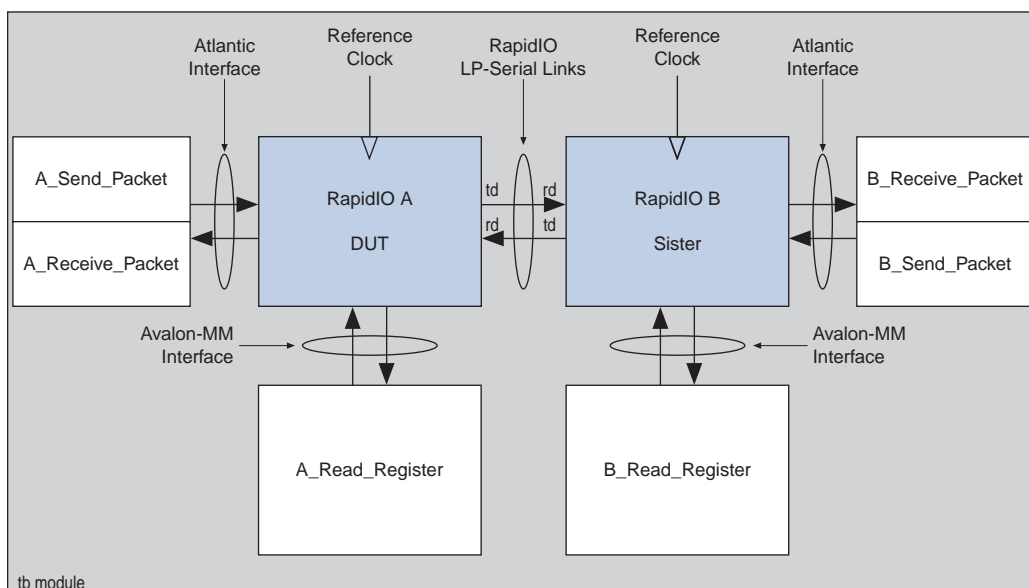 Atlantic
Interface
Reference
Clock
RapidIO
LP-Serial Links
Reference
Clock
Atlantic
Interface
A_Send_Packet
A_Receive_Packet
RapidIO A
DUT
td
rd
rd
td
RapidIO B
Sister
B_Receive_Packet
B_Send_Packet
Avalon-MM
Interface
Avalon-MM
Interface
A_Read_Register
B_Read_Register
tb module